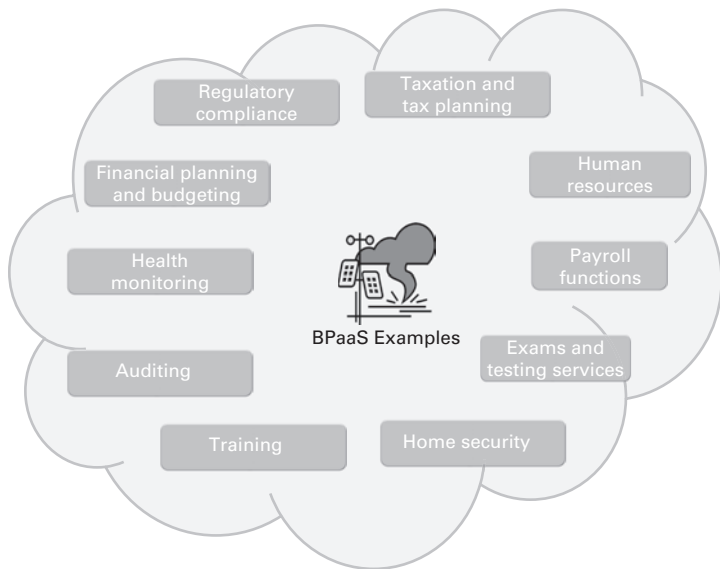 Regulatory
compliance
Taxation and
tax planning
Financial planning
and budgeting
Human
resources
Health
monitoring
Payroll
functions
BPaaS Examples
Auditing
Exams and
testing services
Training
Home security